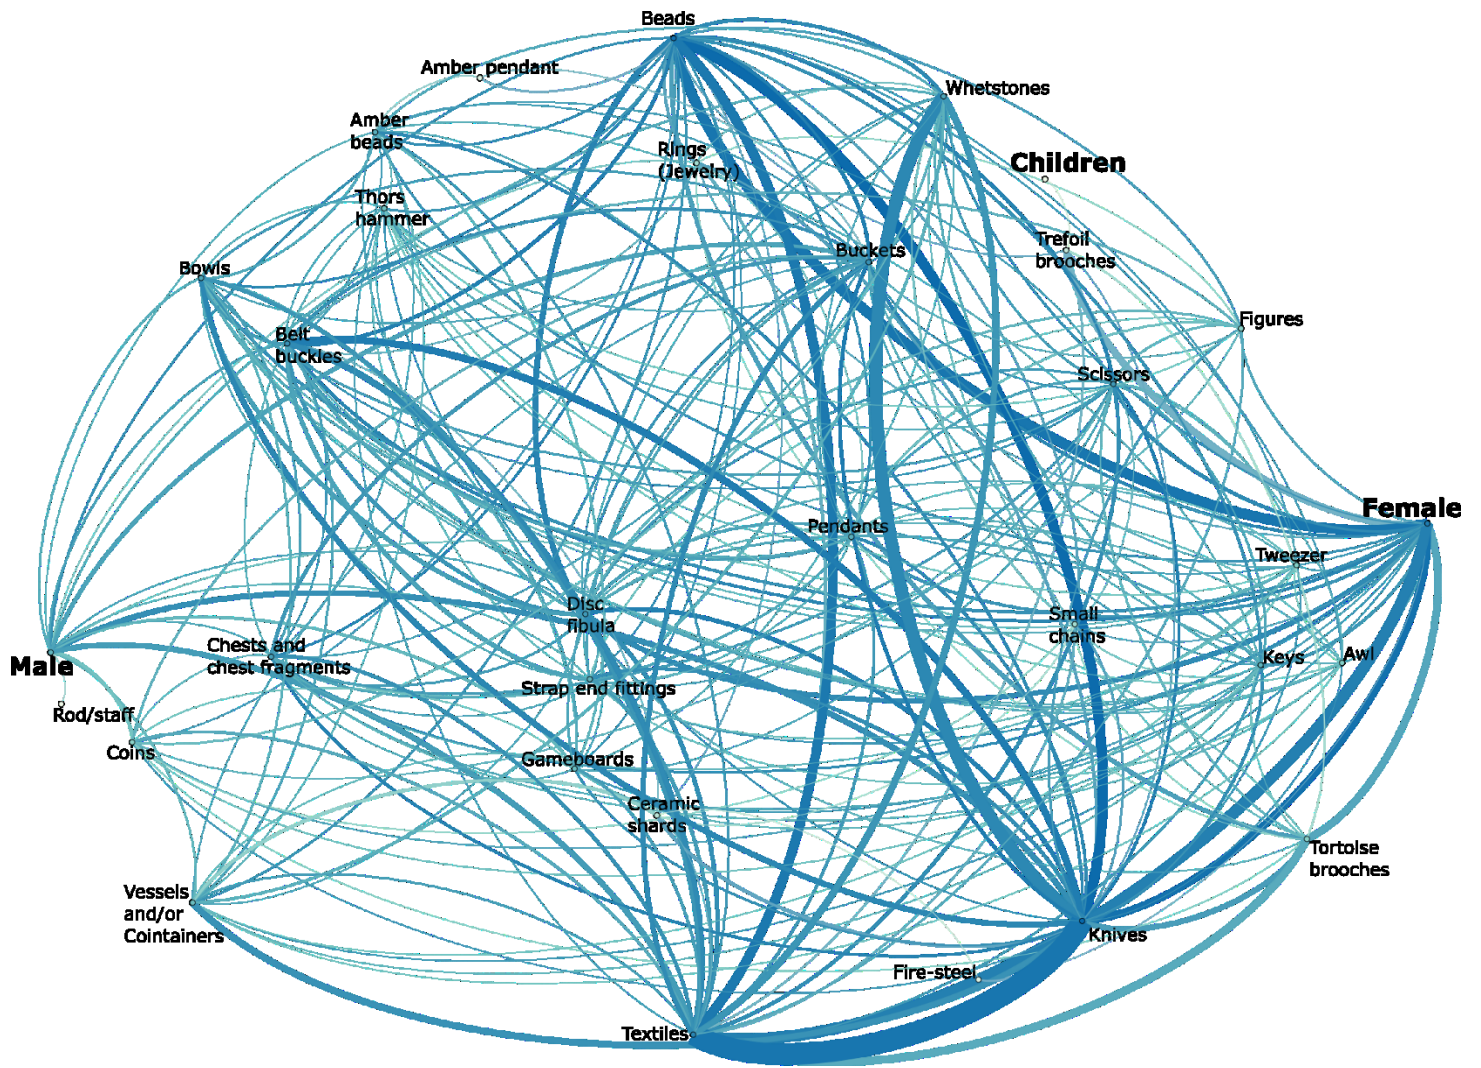 Beads
Amber pendant
Whetstones
Amber
beads
Rings
(Jewelry)
Children
Thors
hammer
Trefoil
brooches
Buckets
Bowls
Figures
Belt
buckles
Scissors
Female
Pendants
Tweezer
Disc
fibula
Small
chains
Chests and
chest fragments
Male
Keys
Awl
Strap end fittings
Rod/staff
Coins
Gameboards
Ceramic
shards
Tortoise
brooches
Vessels
and/or
Cointainers
Knives
Fire-steel
Textiles